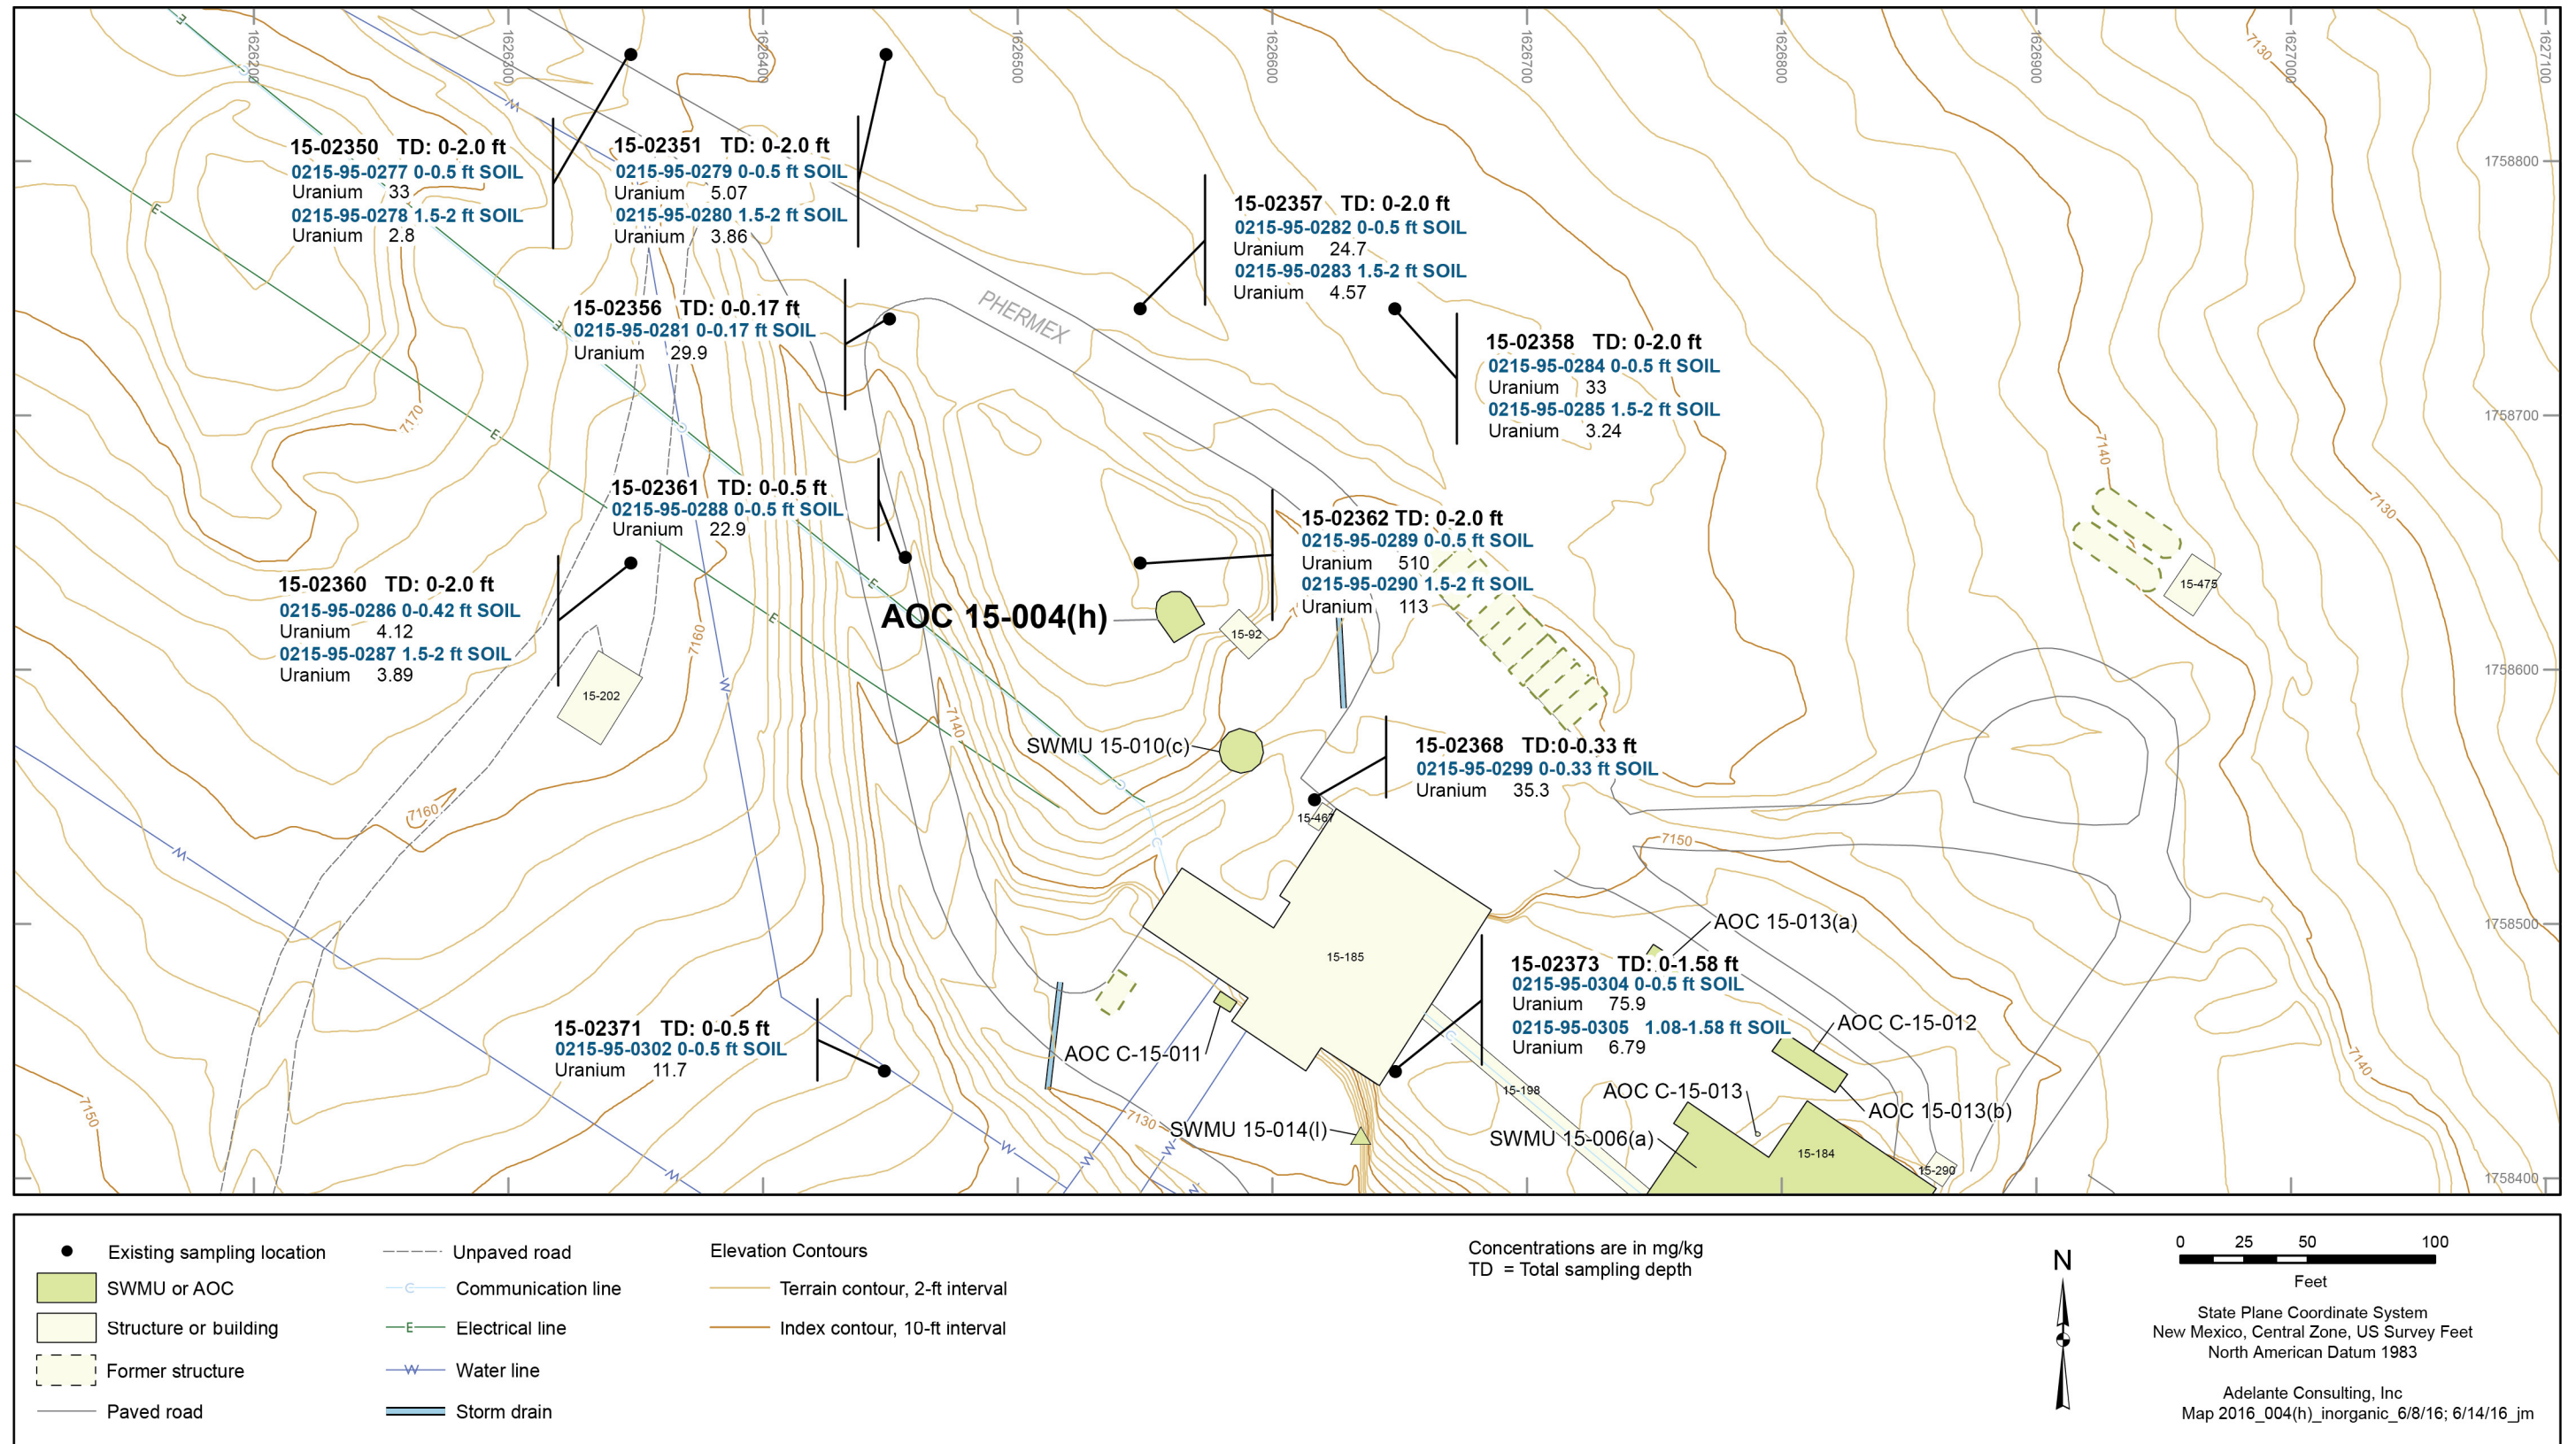 1626200
1626300
1626400
1626500
1626600
1626700
1626800
1626900
1627000
1627100
7130
15-02350 TD: 0-2.0 ft
0215-95-0277 0-0.5 ft SOIL
Uranium 33
0215-95-0278 1.5-2 ft SOIL
Uranium 2.8
15-02351 TD: 0-2.0 ft
0215-95-0279 0-0.5 ft SOIL
Uranium 5.07
0215-95-0280 1.5-2 ft SOIL
Uranium 3.86
1758800
15-02357 TD: 0-2.0 ft
0215-95-0282 0-0.5 ft SOIL
Uranium 24.7
0215-95-0283 1.5-2 ft SOIL
Uranium 4.57
15-02356 TD: 0-0.17 ft
0215-95-0281 0-0.17 ft SOIL
Uranium 29.9
PHERMEX
15-02358 TD: 0-2.0 ft
0215-95-0284 0-0.5 ft SOIL
Uranium 33
0215-95-0285 1.5-2 ft SOIL
Uranium 3.24
1758700
7170
7140
7130
15-02361 TD: 0-0.5 ft
0215-95-0288 0-0.5 ft SOIL
Uranium 22.9
15-02362 TD: 0-2.0 ft
0215-95-0289 0-0.5 ft SOIL
Uranium 510
0215-95-0290 1.5-2 ft SOIL
Uranium 113
15-02360 TD: 0-2.0 ft
0215-95-0286 0-0.42 ft SOIL
Uranium 4.12
0215-95-0287 1.5-2 ft SOIL
Uranium 3.89
15-475
AOC 15-004(h)
15-92
7160
1758600
15-202
7140
SWMU 15-010(c)
15-02368 TD:0-0.33 ft
0215-95-0299 0-0.33 ft SOIL
Uranium 35.3
7160
15-467
7150
1758500
AOC 15-013(a)
15-185
15-02373 TD: 0-1.58 ft
0215-95-0304 0-0.5 ft SOIL
Uranium 75.9
0215-95-0305 1.08-1.58 ft SOIL
Uranium 6.79
AOC C-15-012
15-02371 TD: 0-0.5 ft
0215-95-0302 0-0.5 ft SOIL
Uranium 11.7
AOC C-15-011
7140
15-198
AOC C-15-013
AOC 15-013(b)
7150
7130
SWMU 15-014(l)
SWMU 15-006(a)
15-184
15-290
1758400
Existing sampling location
SWMU or AOC
Structure or building
Former structure
Paved road
Unpaved road
C Communication line
E Electrical line
W Water line
Storm drain
Elevation Contours
Terrain contour, 2-ft interval
Index contour, 10-ft interval
Concentrations are in mg/kg
TD = Total sampling depth
N
0 25 50 100
Feet
State Plane Coordinate System
New Mexico, Central Zone, US Survey Feet
North American Datum 1983
Adelante Consulting, Inc
Map 2016_004(h)_inorganic_6/8/16; 6/14/16_jm